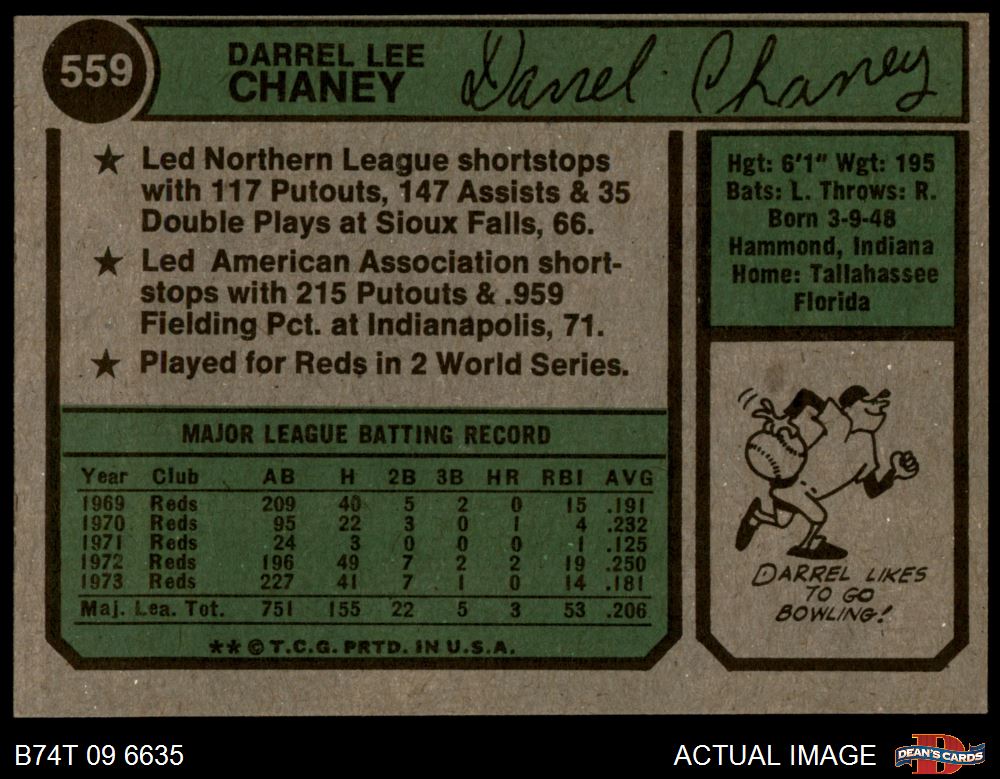 559
DARREL LEE
CHANEY
Darrel Chaney
★ Led Northern League shortstops
with 117 Putouts, 147 Assists & 35
Double Plays at Sioux Falls, 66.
★ Led American Association short-
stops with 215 Putouts & .959
Fielding Pct. at Indianapolis, 71.
★ Played for Reds in 2 World Series.
Hgt: 6'1" Wgt: 195
Bats: L. Throws: R.
Born 3-9-48
Hammond, Indiana
Home: Tallahassee
Florida
MAJOR LEAGUE BATTING RECORD
Year Club AB H 2B 3B HR RBI AVG
1969 Reds 209 40 5 2 0 15 .191
1970 Reds 95 22 3 0 1 4 .232
1971 Reds 24 3 0 0 0 1 .125
1972 Reds 196 49 7 2 2 19 .250
1973 Reds 227 41 7 1 0 14 .181
Maj. Lea. Tot. 751 155 22 5 3 53 .206
**©T.C.G. PRTD. IN U.S.A.
DARREL LIKES
TO GO
BOWLING!
B74T 09 6635
ACTUAL IMAGE
D
DEAN'S CARDS